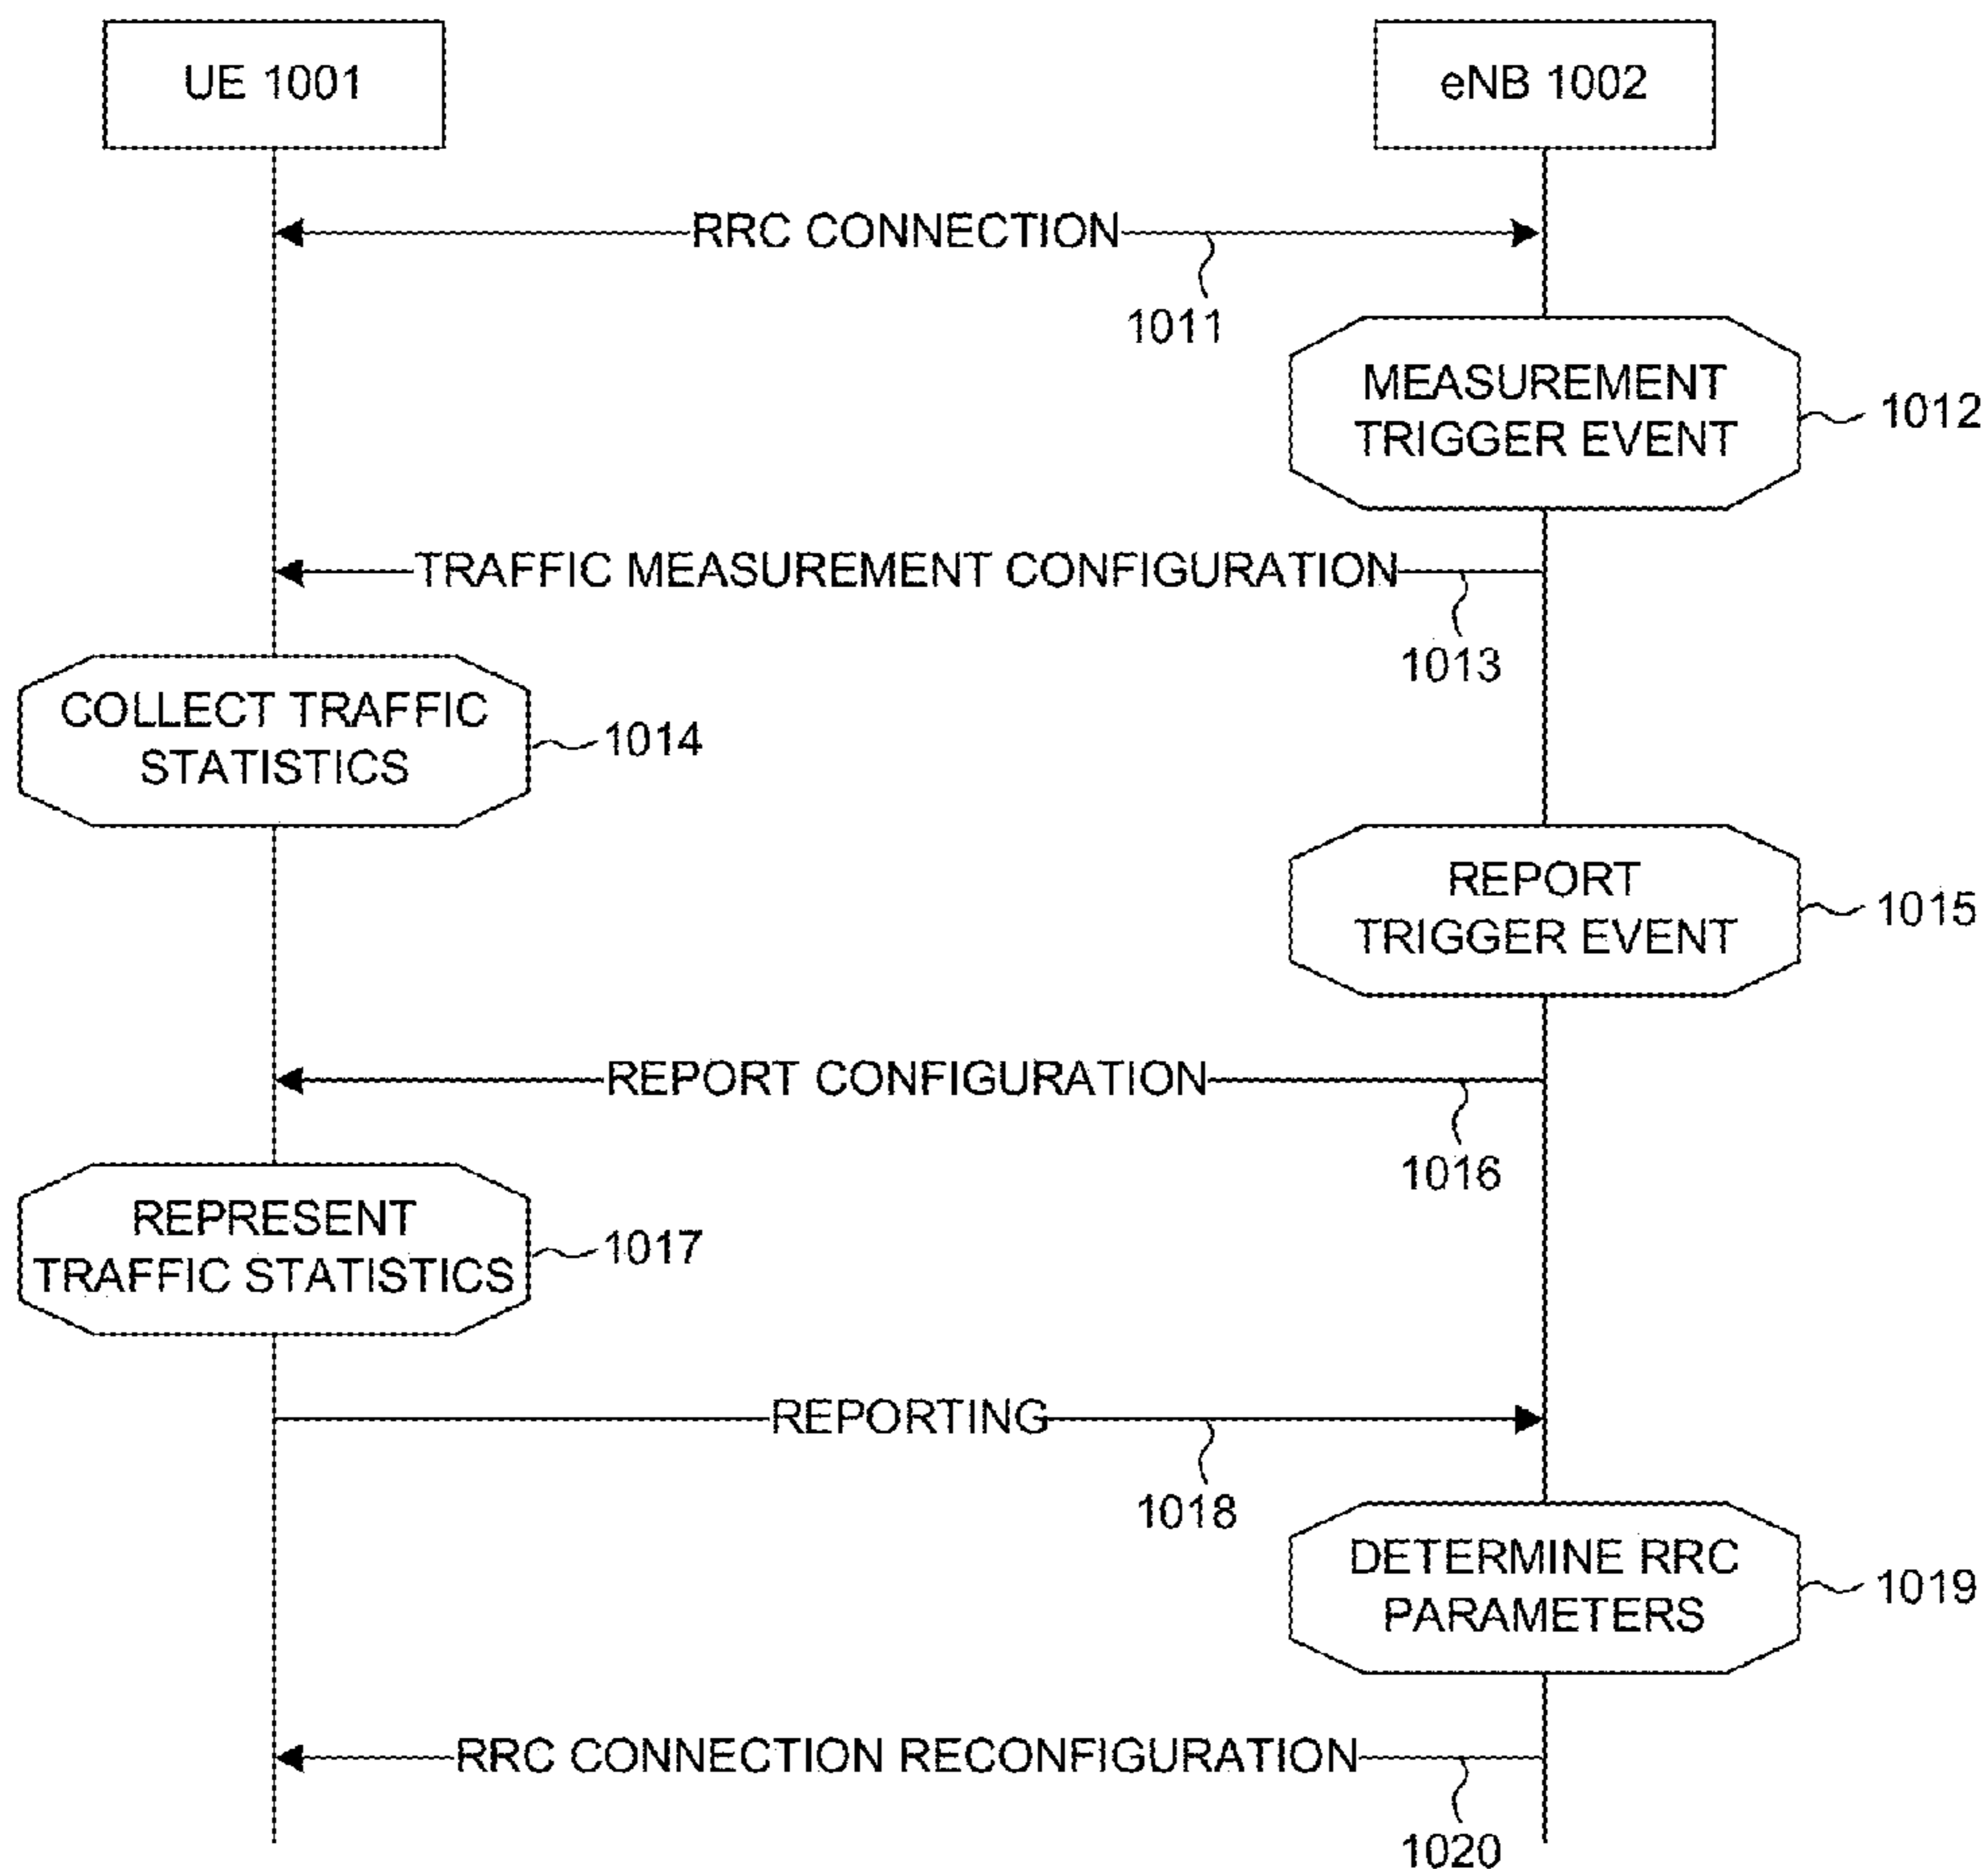 UE 1001
eNB 1002
RRC CONNECTION
1011
MEASUREMENT
TRIGGER EVENT
1012
TRAFFIC MEASUREMENT CONFIGURATION
1013
COLLECT TRAFFIC
STATISTICS
1014
REPORT
TRIGGER EVENT
1015
REPORT CONFIGURATION
1016
REPRESENT
TRAFFIC STATISTICS
1017
REPORTING
1018
DETERMINE RRC
PARAMETERS
1019
RRC CONNECTION RECONFIGURATION
1020